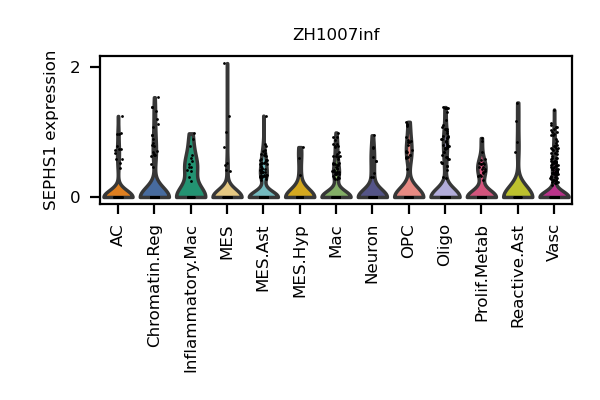 ZH1007inf
SEPHS1 expression
2
0
AC
Chromatin.Reg
Inflammatory.Mac
MES
MES.Ast
MES.Hyp
Mac
Neuron
OPC
Oligo
Prolif.Metab
Reactive.Ast
Vasc